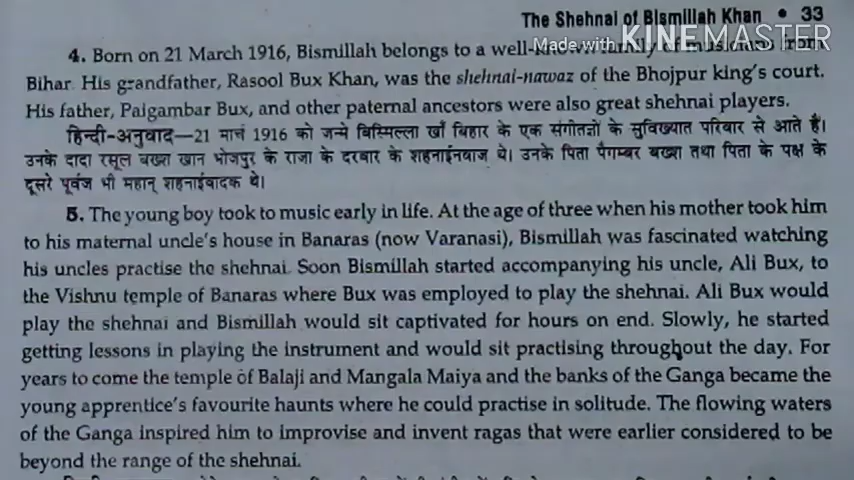 The Shehnai of Bismillah Khan • 33
Made with KINEMASTER
4. Born on 21 March 1916, Bismillah belongs to a well-known family of musicians from
Bihar. His grandfather, Rasool Bux Khan, was the shehnai-nawaz of the Bhojpur king's court.
His father, Paigambar Bux, and other paternal ancestors were also great shehnai players.
हिन्दी-अनुवाद—21 मार्च 1916 को जन्मे बिस्मिल्ला खाँ बिहार के एक संगीतज्ञों के सुविख्यात परिवार से आते हैं।
उनके दादा रसूल बख्श खान भोजपुर के राजा के दरबार के शहनाईनवाज थे। उनके पिता पैगम्बर बख्श तथा पिता के पक्ष के
दूसरे पूर्वज भी महान् शहनाईवादक थे।
5. The young boy took to music early in life. At the age of three when his mother took him
to his maternal uncle's house in Banaras (now Varanasi), Bismillah was fascinated watching
his uncles practise the shehnai. Soon Bismillah started accompanying his uncle, Ali Bux, to
the Vishnu temple of Banaras where Bux was employed to play the shehnai. Ali Bux would
play the shehnai and Bismillah would sit captivated for hours on end. Slowly, he started
getting lessons in playing the instrument and would sit practising throughout the day. For
years to come the temple of Balaji and Mangala Maiya and the banks of the Ganga became the
young apprentice's favourite haunts where he could practise in solitude. The flowing waters
of the Ganga inspired him to improvise and invent ragas that were earlier considered to be
beyond the range of the shehnai.